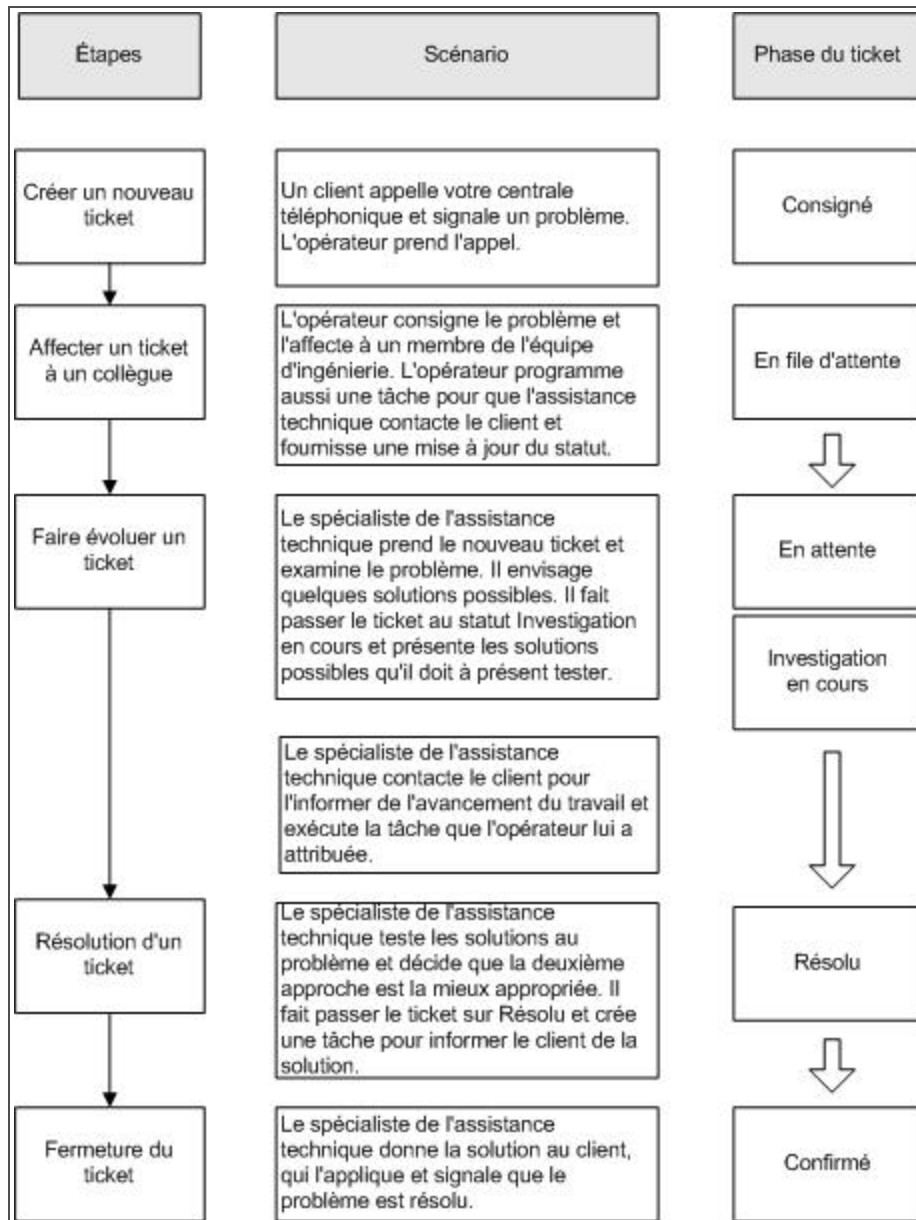 Étapes
Scénario
Phase du ticket
Créer un nouveau
ticket
Un client appelle votre centrale
téléphonique et signale un problème.
L'opérateur prend l'appel.
Consigné
Affecter un ticket
à un collègue
L'opérateur consigne le problème et
l'affecte à un membre de l'équipe
d'ingénierie. L'opérateur programme
aussi une tâche pour que l'assistance
technique contacte le client et
fournisse une mise à jour du statut.
En file d'attente
Faire évoluer un
ticket
Le spécialiste de l'assistance
technique prend le nouveau ticket et
examine le problème. Il envisage
quelques solutions possibles. Il fait
passer le ticket au statut Investigation
en cours et présente les solutions
possibles qu'il doit à présent tester.
En attente
Investigation
en cours
Le spécialiste de l'assistance
technique contacte le client pour
l'informer de l'avancement du travail et
exécute la tâche que l'opérateur lui a
attribuée.
Résolution d'un
ticket
Le spécialiste de l'assistance
technique teste les solutions au
problème et décide que la deuxième
approche est la mieux appropriée. Il
fait passer le ticket sur Résolu et crée
une tâche pour informer le client de la
solution.
Résolu
Fermeture du
ticket
Le spécialiste de l'assistance
technique donne la solution au client,
qui l'applique et signale que le
problème est résolu.
Confirmé